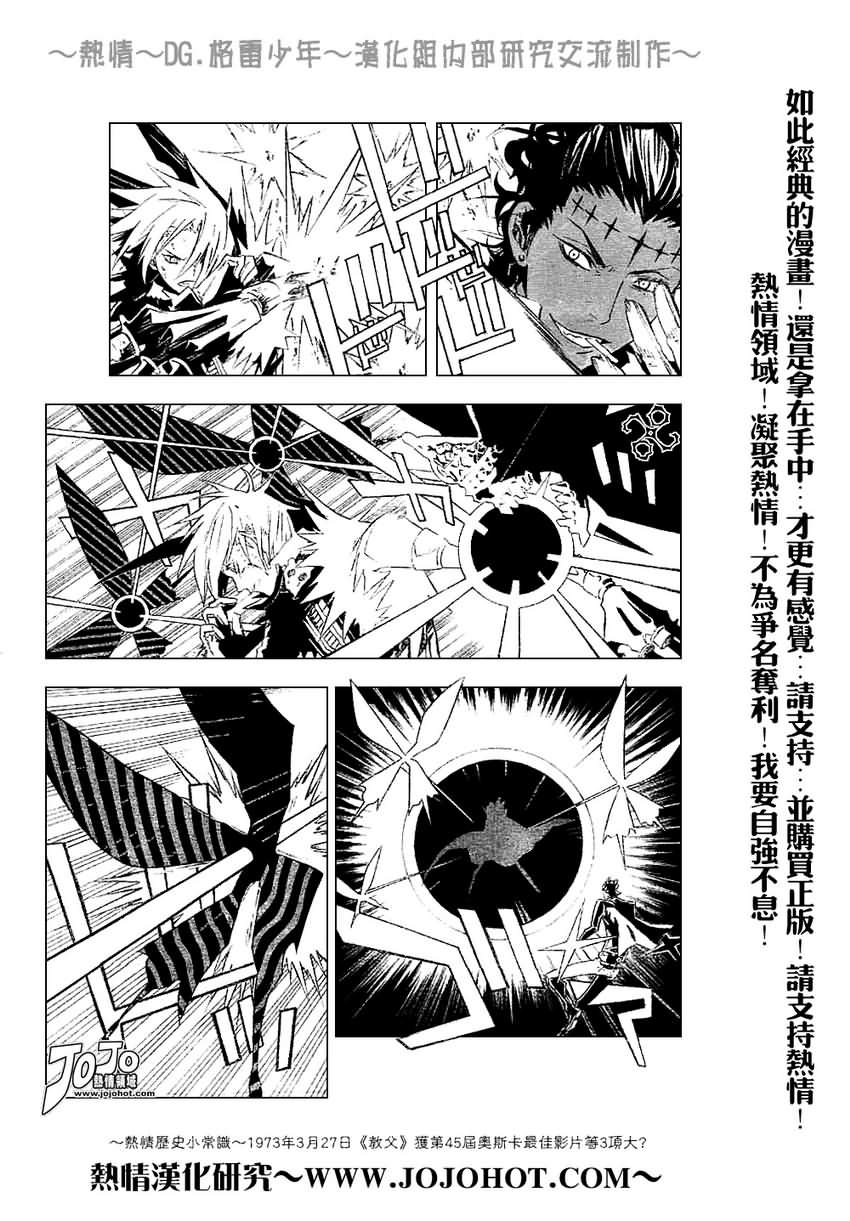 ～熱情～DG.格雷少年～漢化組內部研究交流制作～
如此經典的漫畫！還是拿在手中…才更有感覺…請支持…並購買正版！請支持熱情！
熱情領域！凝聚熱情！不為爭名奪利！我要自強不息！
JOJO
熱情領域
www.jojohot.com
～熱情歷史小常識～1973年3月27日《敎父》獲第45屆奧斯卡最佳影片等3項大?
熱情漢化研究～WWW.JOJOHOT.COM～